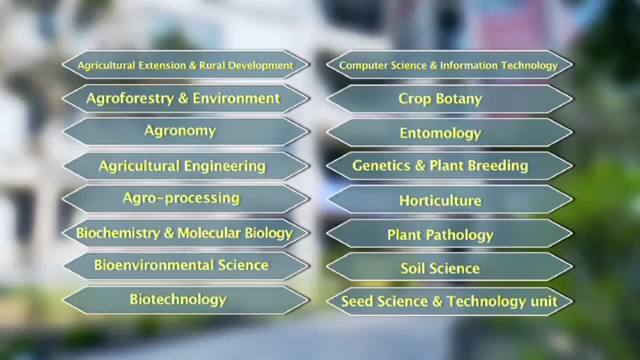 Agricultural Extension & Rural Development
Agroforestry & Environment
Agronomy
Agricultural Engineering
Agro-processing
Biochemistry & Molecular Biology
Bioenvironmental Science
Biotechnology
Computer Science & Information Technology
Crop Botany
Entomology
Genetics & Plant Breeding
Horticulture
Plant Pathology
Soil Science
Seed Science & Technology unit